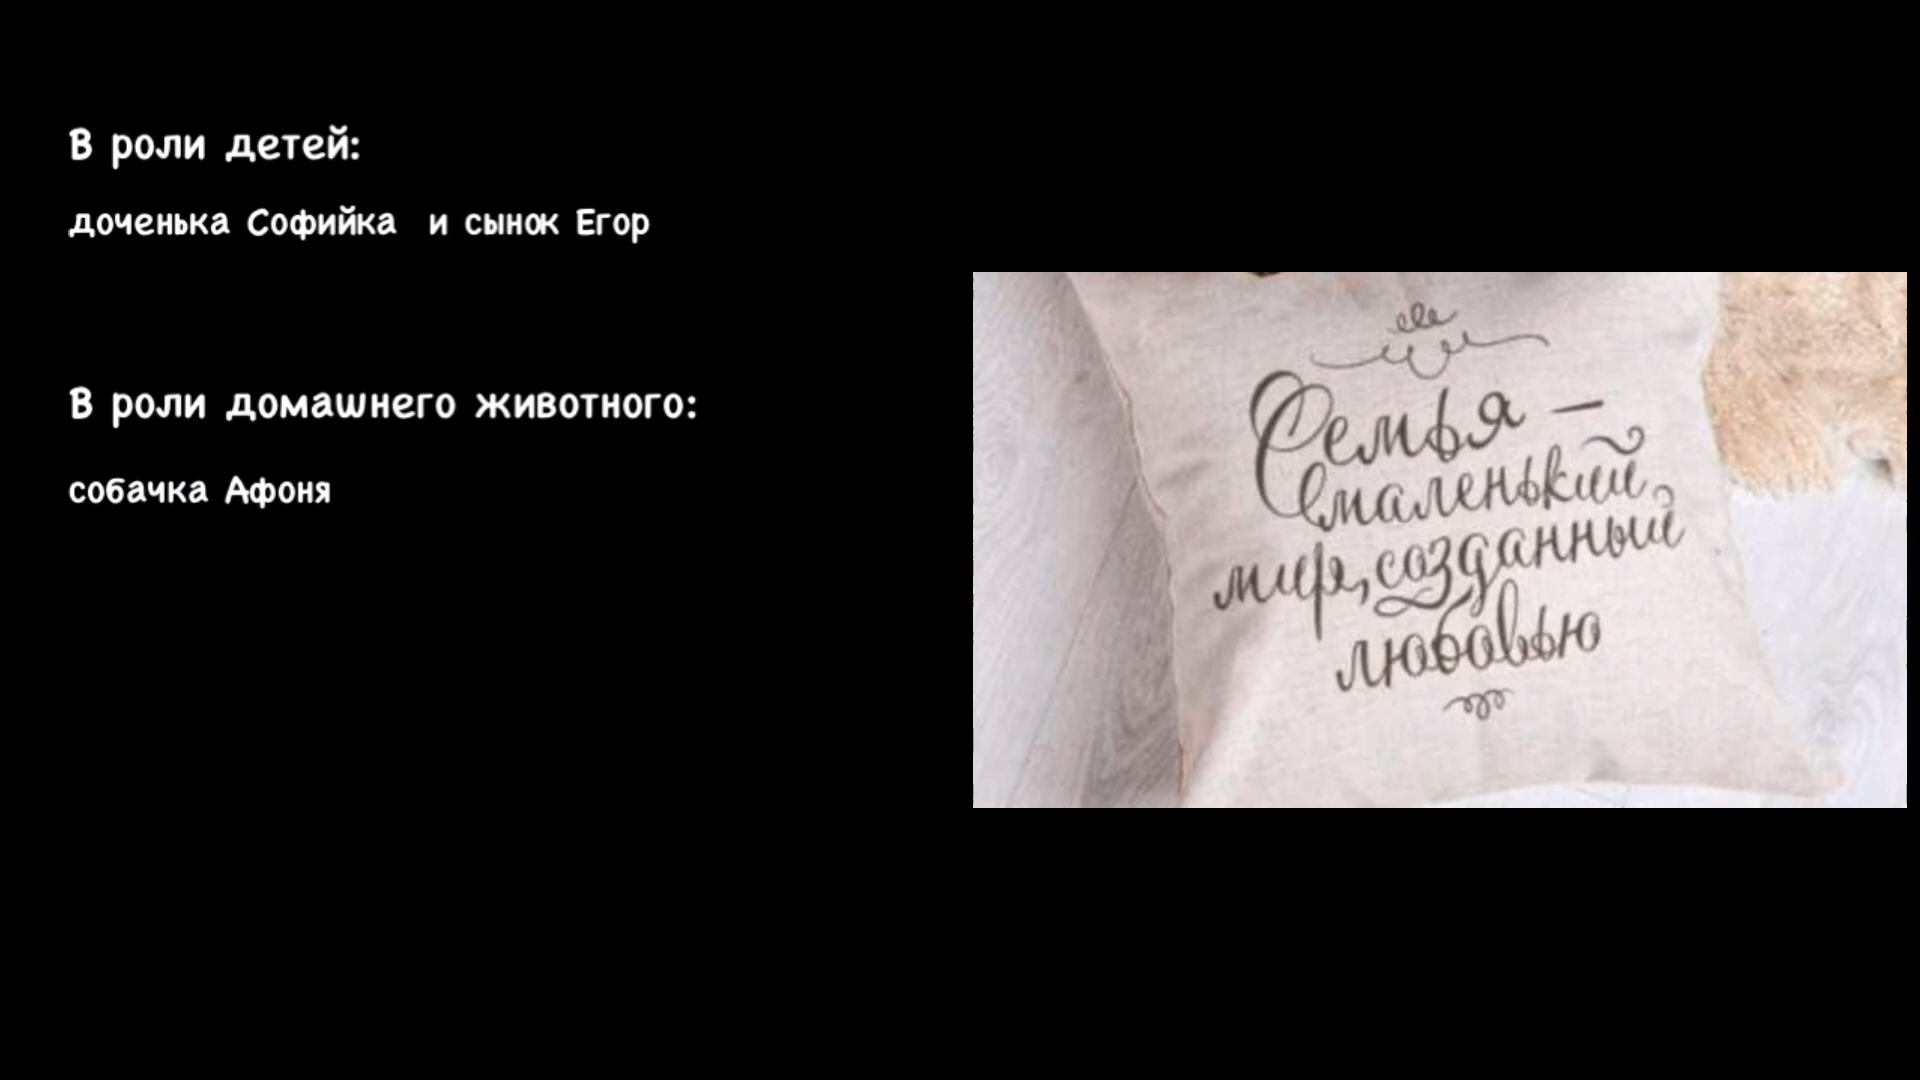 В роли детей:
доченька Софийка и сынок Егор
В роли домашнего животного:
собачка Афоня
Семья –
маленький
мир, созданный
любовью